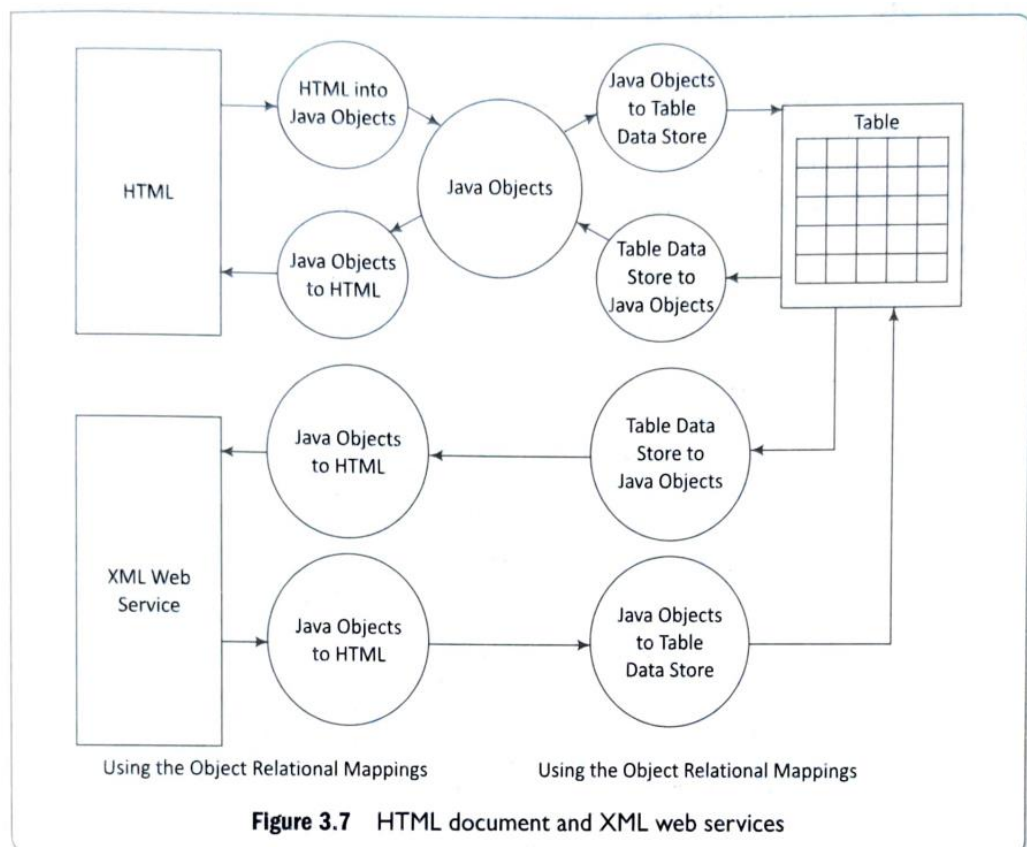 HTML into
Java Objects
Java Objects
to Table
Data Store
Table
HTML
Java Objects
Java Objects
to HTML
Table Data
Store to
Java Objects
Java Objects
to HTML
Table Data
Store to
Java Objects
XML Web
Service
Java Objects
to HTML
Java Objects
to Table
Data Store
Using the Object Relational Mappings
Using the Object Relational Mappings
Figure 3.7 HTML document and XML web services